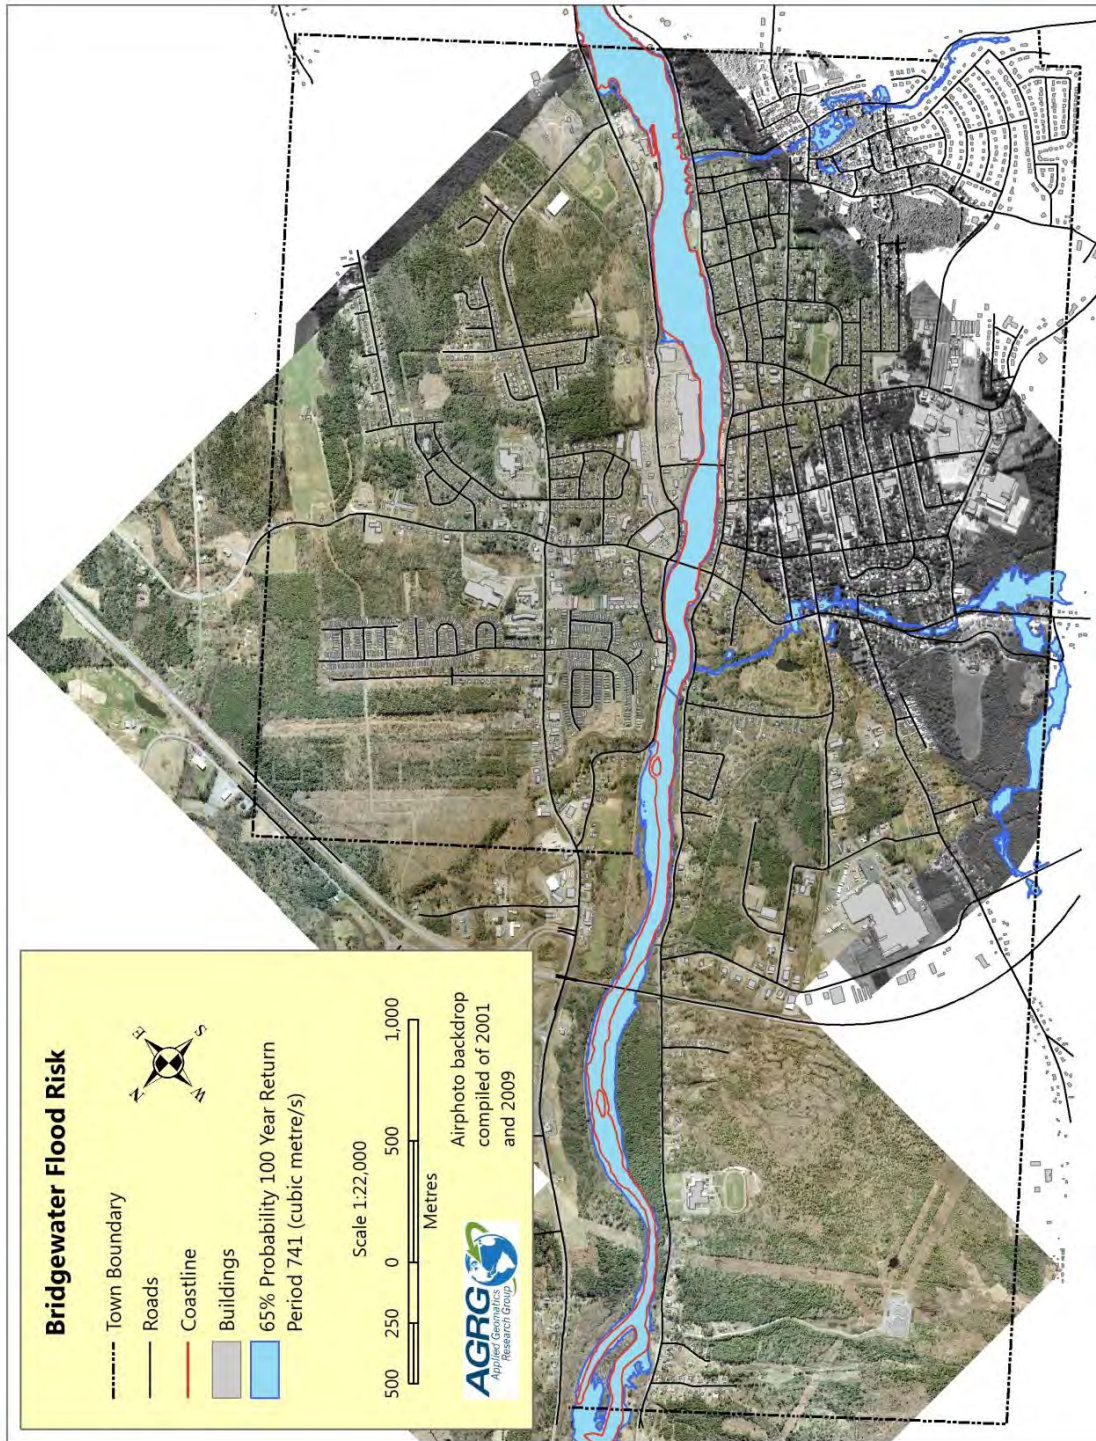 Bridgewater Flood Risk
Town Boundary
Roads
Coastline
Buildings
65% Probability 100 Year Return
Period 741 (cubic metre/s)
N
E
W
S
Scale 1:22,000
500 250 0 500 1,000
Metres
AGRG
Applied Geomatics
Research Group
Airphoto backdrop
compiled of 2001
and 2009